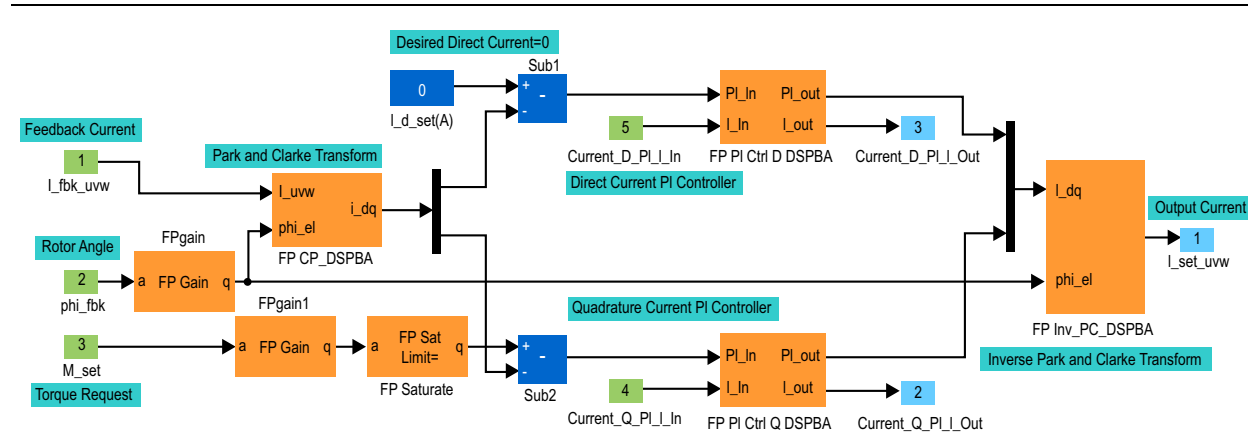 Desired Direct Current=0
Sub1
0
+
-
-
I_d_set(A)
PI_In
PI_out
I_In
I_out
5
3
Current_D_PI_I_In
FP PI Ctrl D DSPBA
Current_D_PI_I_Out
Direct Current PI Controller
Feedback Current
1
I_fbk_uvw
Park and Clarke Transform
I_uvw
i_dq
phi_el
FP CP_DSPBA
I_dq
phi_el
FP Inv_PC_DSPBA
Inverse Park and Clarke Transform
Output Current
1
I_set_uvw
Rotor Angle
2
phi_fbk
FPgain
a FP Gain q
FPgain1
a FP Gain q
a FP Sat q
Limit=
FP Saturate
3
M_set
Torque Request
Quadrature Current PI Controller
+
-
-
Sub2
PI_In
PI_out
I_In
I_out
4
2
Current_Q_PI_I_In
FP PI Ctrl Q DSPBA
Current_Q_PI_I_Out